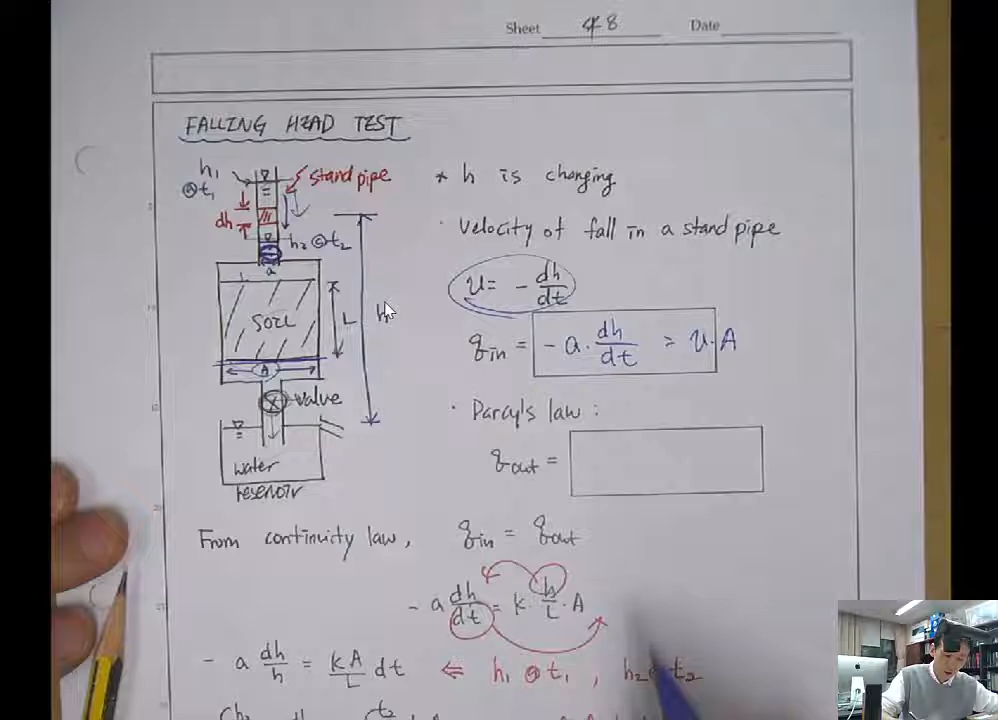 Sheet 48 Date
FALLING HEAD TEST
h₁ @t₁
stand pipe
dh
h₂ @t₂
a
SOIL
L
h
A
valve
water reservoir
* h is changing
· Velocity of fall in a stand pipe
v = - dh/dt
q_in = - a · dh/dt = v · A
· Darcy's law :
q_out =
From continuity law, q_in = q_out
- a dh/dt = k · h/L · A
- a dh/h = kA/L dt ⇐ h₁ @ t₁ , h₂ @ t₂